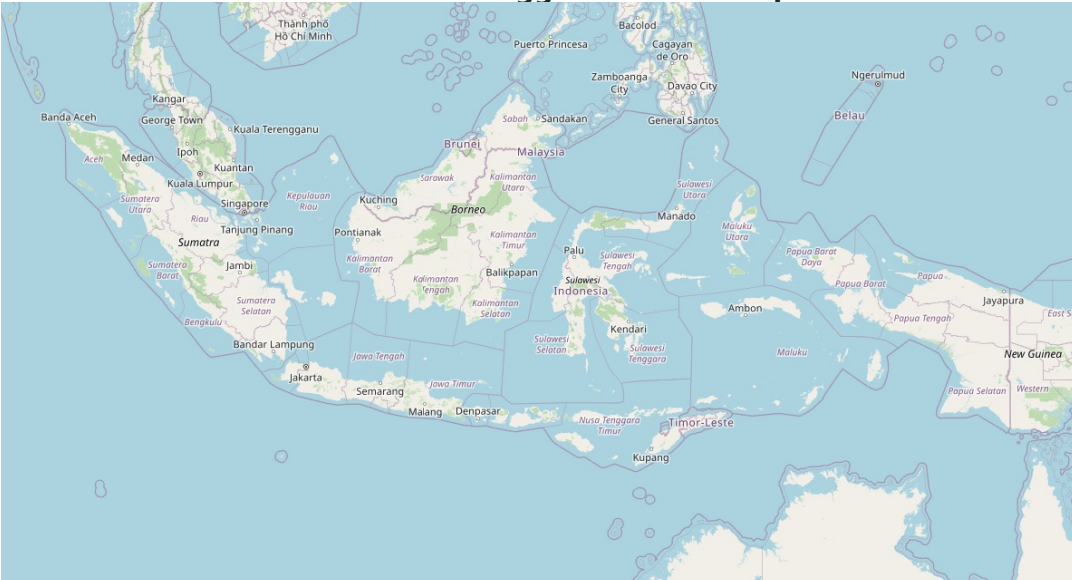 gg
Thành phố
Hồ Chí Minh
Bacolod
Puerto Princesa
Cagayan
de Oro
Ngerulmud
Zamboanga
City
Davao City
Kangar
Banda Aceh
George Town
Kuala Terengganu
Sabah
Sandakan
General Santos
Belau
Brunei
Malaysia
Ipoh
Aceh
Medan
Kuantan
Kuala Lumpur
Sarawak
Kalimantan
Utara
Sulawesi
Utara
Sumatera
Utara
Kepulauan
Riau
Singapore
Kuching
Borneo
Riau
Tanjung Pinang
Pontianak
Manado
Maluku
Utara
Sumatra
Kalimantan
Timur
Palu
Papua Barat
Daya
Sumatera
Barat
Jambi
Kalimantan
Barat
Balikpapan
Sulawesi
Tengah
Papua
Kalimantan
Tengah
Sulawesi
Indonesia
Papua Barat
Sumatera
Selatan
Kalimantan
Selatan
Ambon
Jayapura
East S
Bengkulu
Papua Tengah
Kendari
Bandar Lampung
Sulawesi
Selatan
Sulawesi
Tenggara
Maluku
New Guinea
Jawa Tengah
Jakarta
Semarang
Jawa Timur
Papua Selatan
Western
Malang
Denpasar
Nusa Tenggara
Timur
Timor-Leste
Kupang